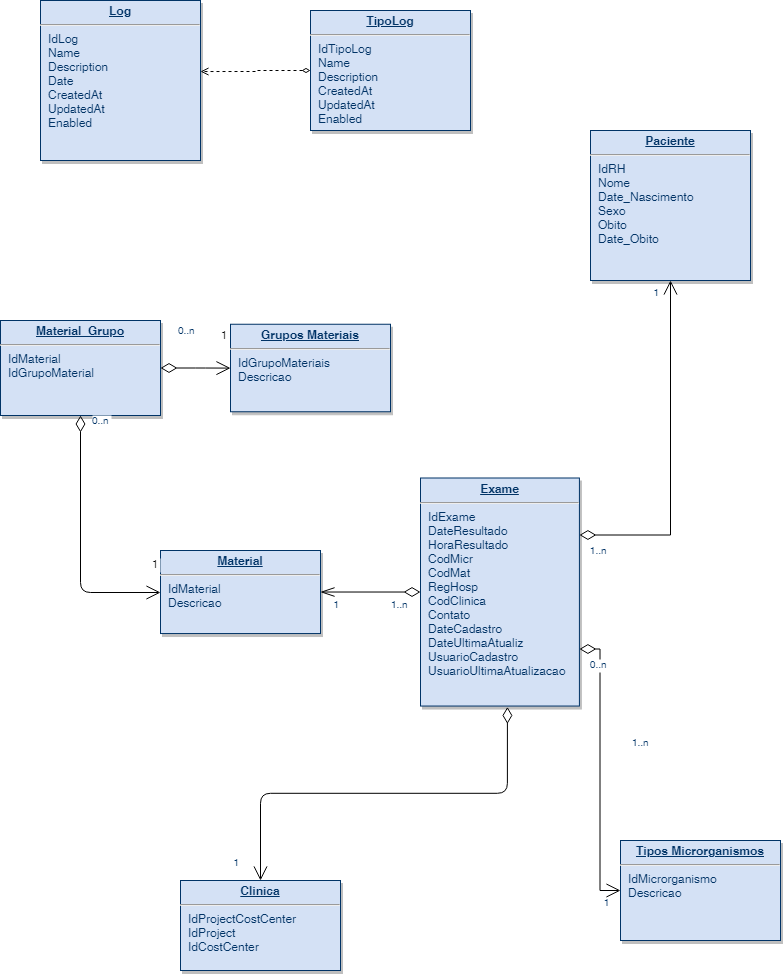 Log
IdLog
Name
Description
Date
CreatedAt
UpdatedAt
Enabled
TipoLog
IdTipoLog
Name
Description
CreatedAt
UpdatedAt
Enabled
Paciente
IdRH
Nome
Date_Nascimento
Sexo
Obito
Date_Obito
1
Material_Grupo
IdMaterial
IdGrupoMaterial
0..n
1
Grupos Materiais
IdGrupoMateriais
Descricao
0..n
Exame
IdExame
DateResultado
HoraResultado
CodMicr
CodMat
RegHosp
CodClinica
Contato
DateCadastro
DateUltimaAtualiz
UsuarioCadastro
UsuarioUltimaAtualizacao
1..n
1
Material
IdMaterial
Descricao
1
1..n
0..n
1..n
1
Clinica
IdProjectCostCenter
IdProject
IdCostCenter
Tipos Microrganismos
IdMicrorganismo
Descricao
1